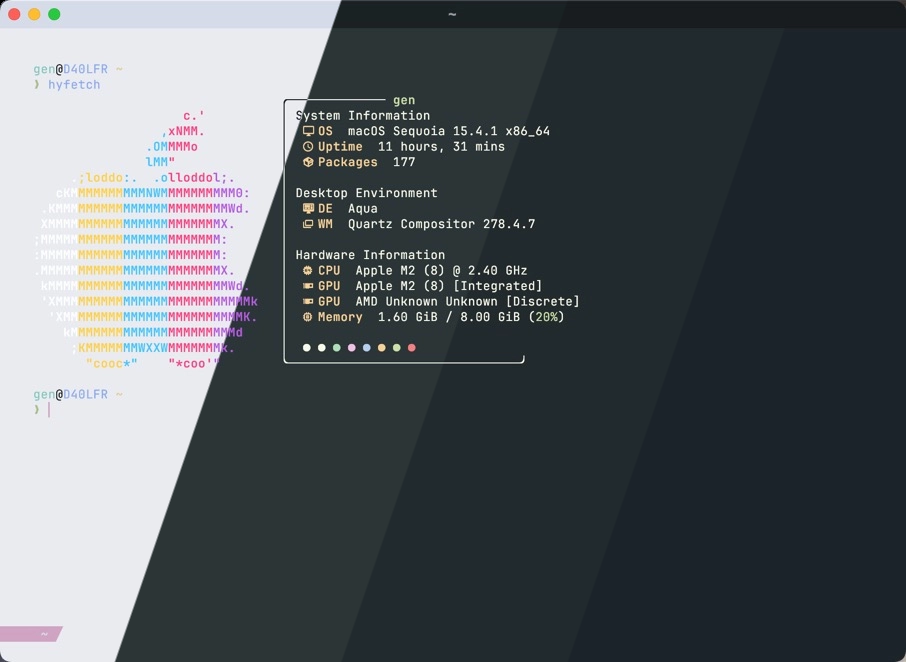 ~
gen@D40LFR ~
❯ hyfetch
c.'
,xNMM.
.OMMMMo
lMM"
.;loddo:.  .olloddol;.
cKMMMMMMMMMMNWMMMMMMMMMM0:
.KMMMMMMMMMMMMMMMMMMMMMMMWd.
XMMMMMMMMMMMMMMMMMMMMMMMX.
;MMMMMMMMMMMMMMMMMMMMMMMM:
:MMMMMMMMMMMMMMMMMMMMMMMM:
.MMMMMMMMMMMMMMMMMMMMMMMMX.
kMMMMMMMMMMMMMMMMMMMMMMMMWd.
'XMMMMMMMMMMMMMMMMMMMMMMMMMMk
'XMMMMMMMMMMMMMMMMMMMMMMMMK.
kMMMMMMMMMMMMMMMMMMMMMMd
;KMMMMMMMWXXWMMMMMMMk.
"cooc*"    "*coo'"
gen
System Information
OS macOS Sequoia 15.4.1 x86_64
Uptime 11 hours, 31 mins
Packages 177
Desktop Environment
DE Aqua
WM Quartz Compositor 278.4.7
Hardware Information
CPU Apple M2 (8) @ 2.40 GHz
GPU Apple M2 (8) [Integrated]
GPU AMD Unknown Unknown [Discrete]
Memory 1.60 GiB / 8.00 GiB (20%)
gen@D40LFR ~
❯
~